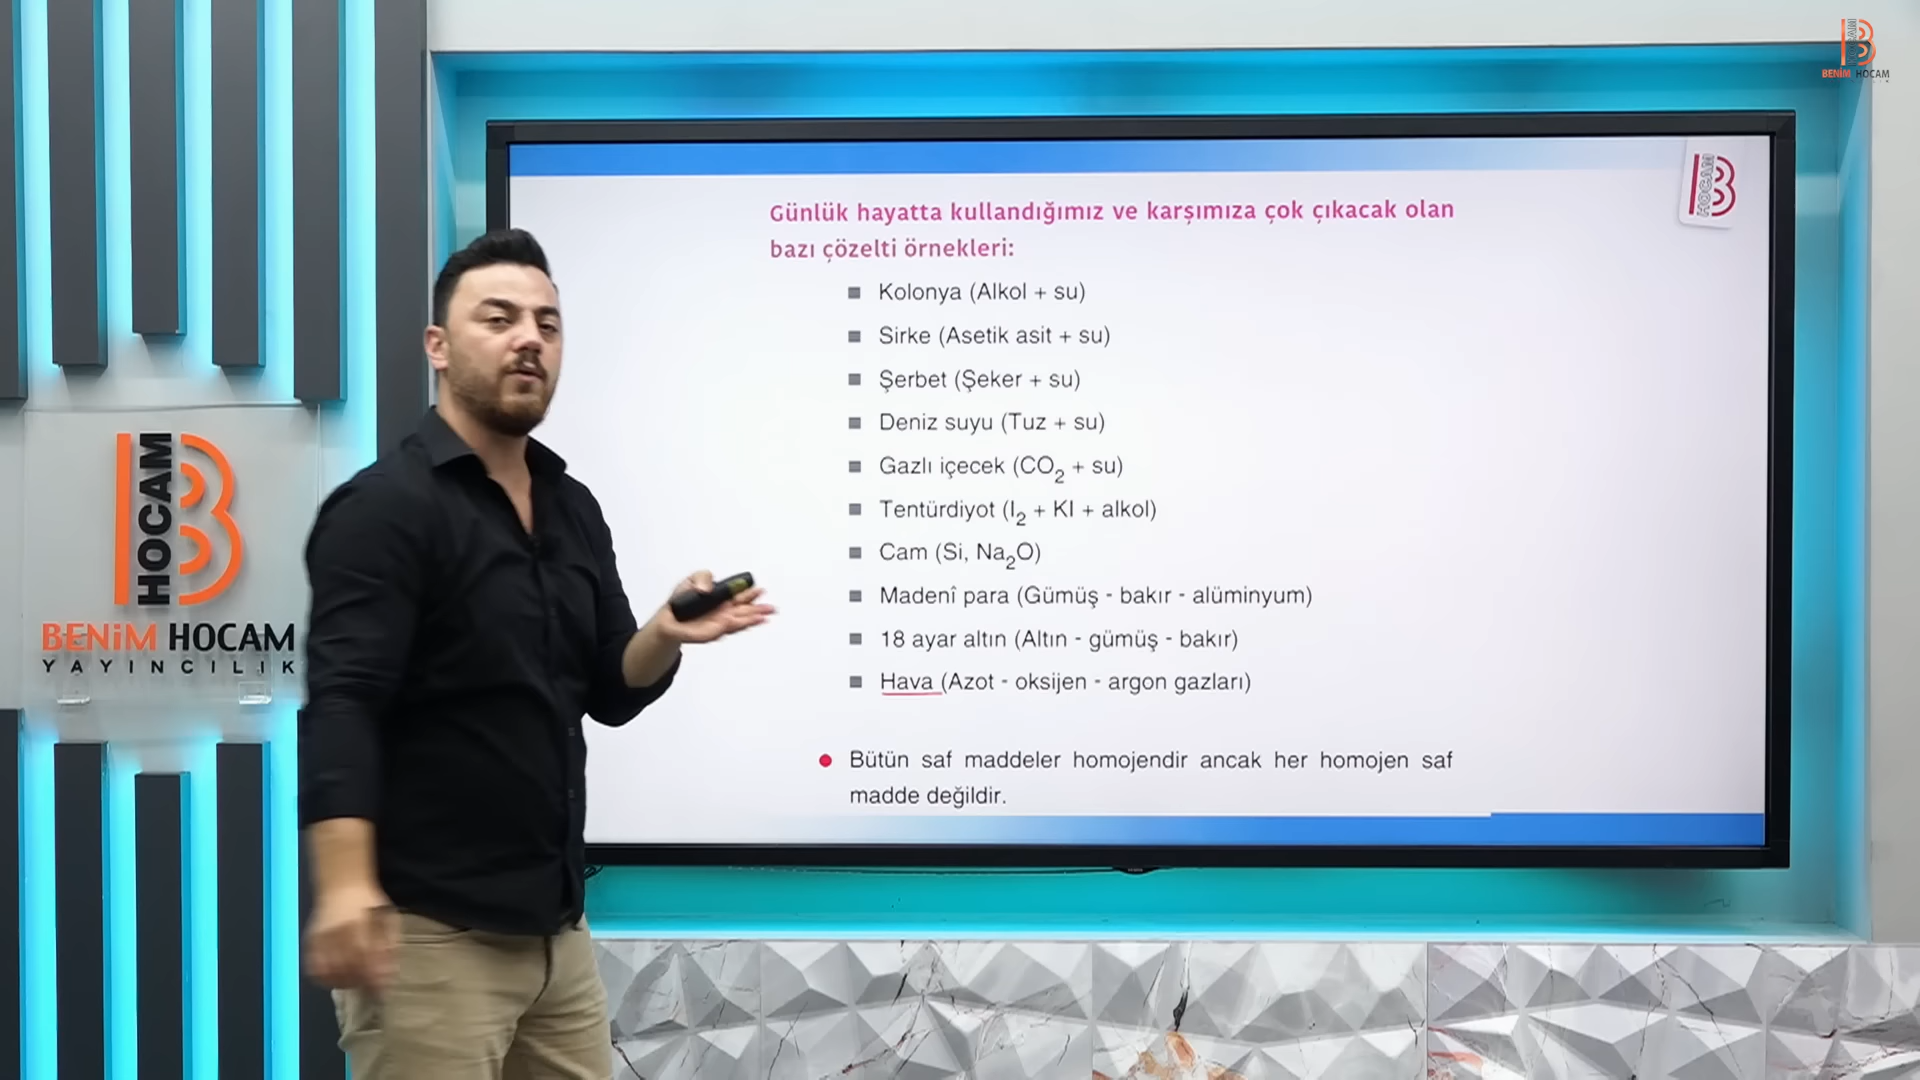 BENİM HOCAM
HOCAM
Günlük hayatta kullandığımız ve karşımıza çok çıkacak olan
bazı çözelti örnekleri:
Kolonya (Alkol + su)
Sirke (Asetik asit + su)
Şerbet (Şeker + su)
Deniz suyu (Tuz + su)
Gazlı içecek (CO₂ + su)
Tentürdiyot (I₂ + KI + alkol)
Cam (Si, Na₂O)
Madenî para (Gümüş - bakır - alüminyum)
18 ayar altın (Altın - gümüş - bakır)
Hava (Azot - oksijen - argon gazları)
Bütün saf maddeler homojendir ancak her homojen saf
madde değildir.
HOCAM
BENiM HOCAM
YAYINCILIK